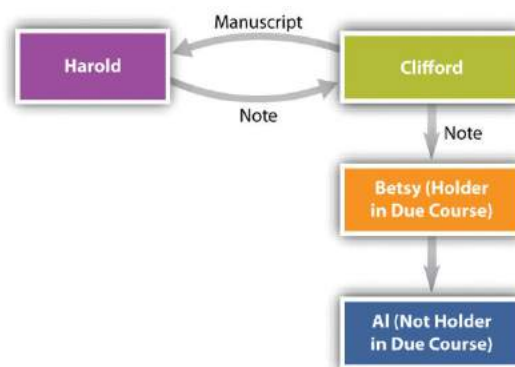 Manuscript
Harold
Clifford
Note
Note
Betsy (Holder
in Due Course)
Al (Not Holder
in Due Course)